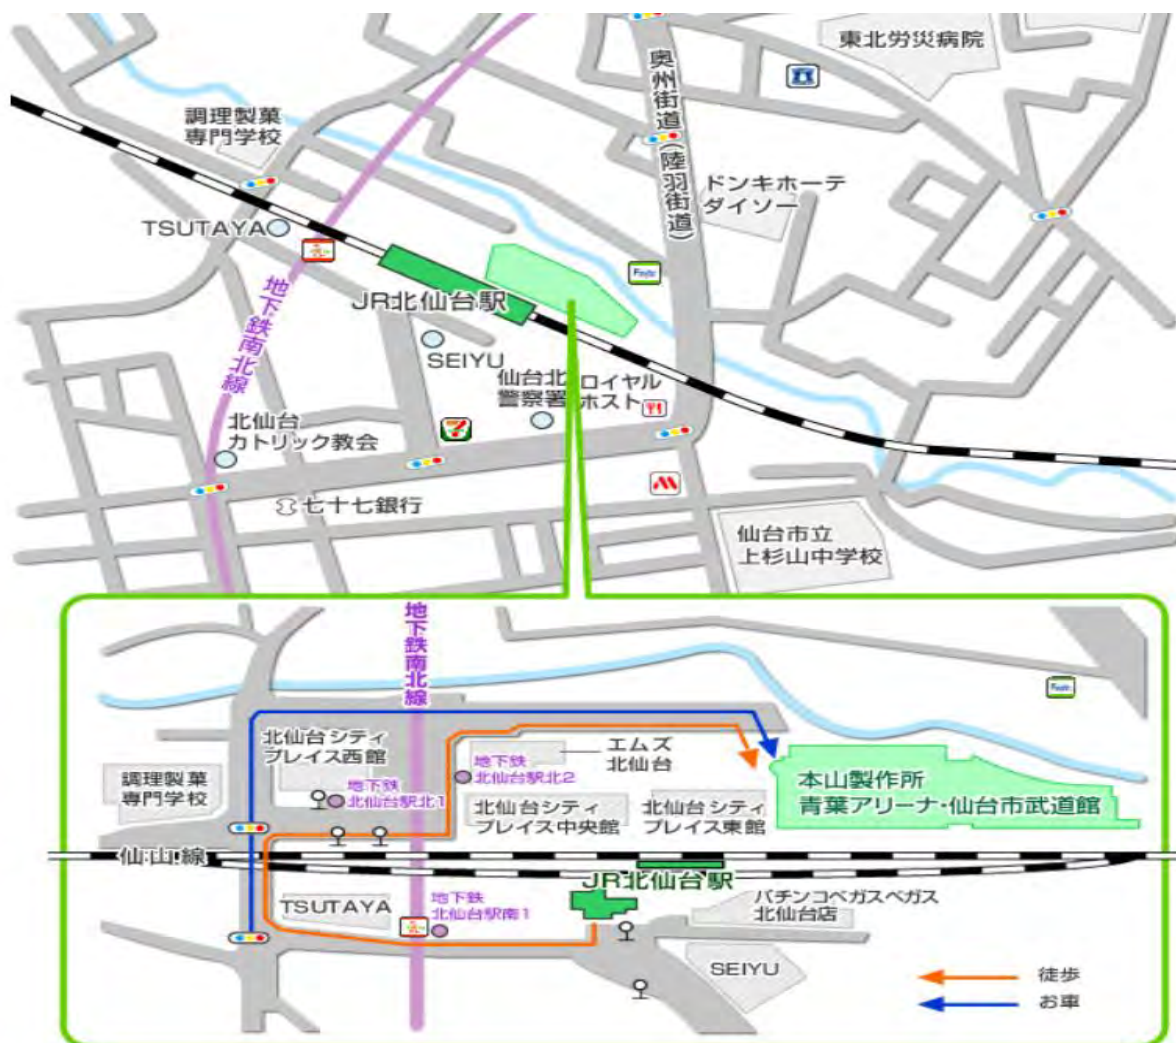 東北労災病院
奥州街道(陸羽街道)
調理製菓
専門学校
ドンキホーテ
ダイソー
TSUTAYA
JR北仙台駅
地下鉄南北線
SEIYU
仙台北
警察署
ロイヤル
ホスト
北仙台
カトリック教会
七十七銀行
仙台市立
上杉山中学校
地下鉄南北線
北仙台シティ
プレイス西館
エムズ
北仙台
地下鉄
北仙台駅北2
調理製菓
専門学校
地下鉄
北仙台駅北1
北仙台シティ
プレイス中央館
北仙台シティ
プレイス東館
本山製作所
青葉アリーナ・仙台市武道館
仙山線
JR北仙台駅
TSUTAYA
地下鉄
北仙台駅南1
パチンコベガスベガス
北仙台店
SEIYU
徒歩
お車